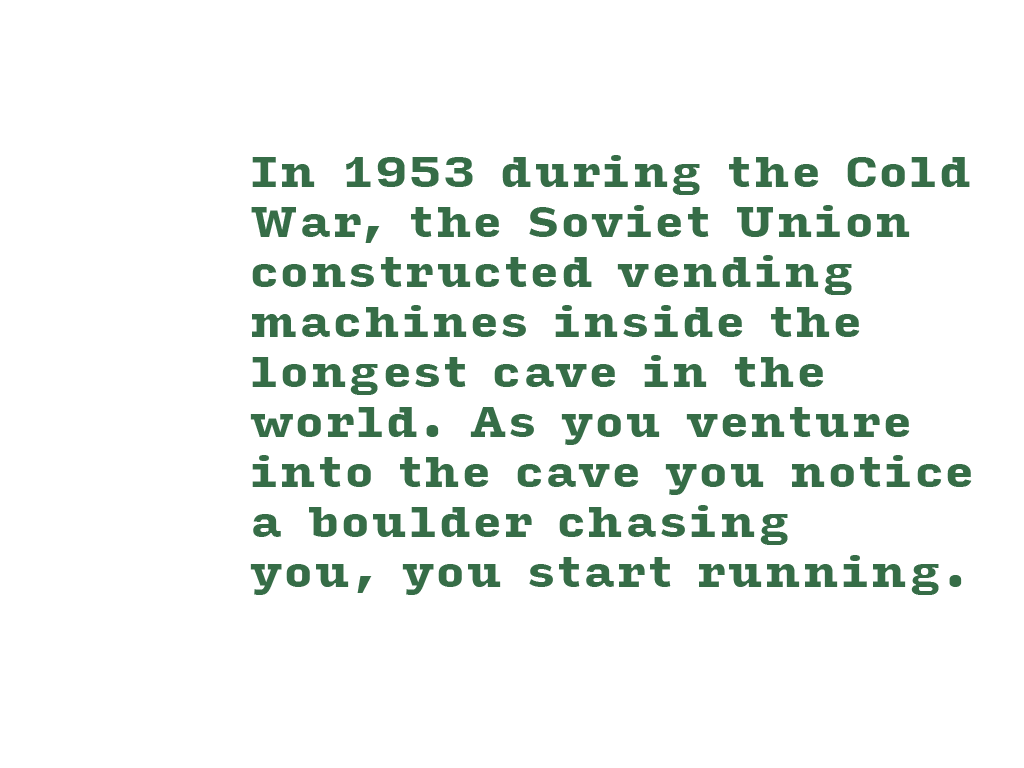 In 1953 during the Cold
War, the Soviet Union
constructed vending
machines inside the
longest cave in the
world. As you venture
into the cave you notice
a boulder chasing
you, you start running.